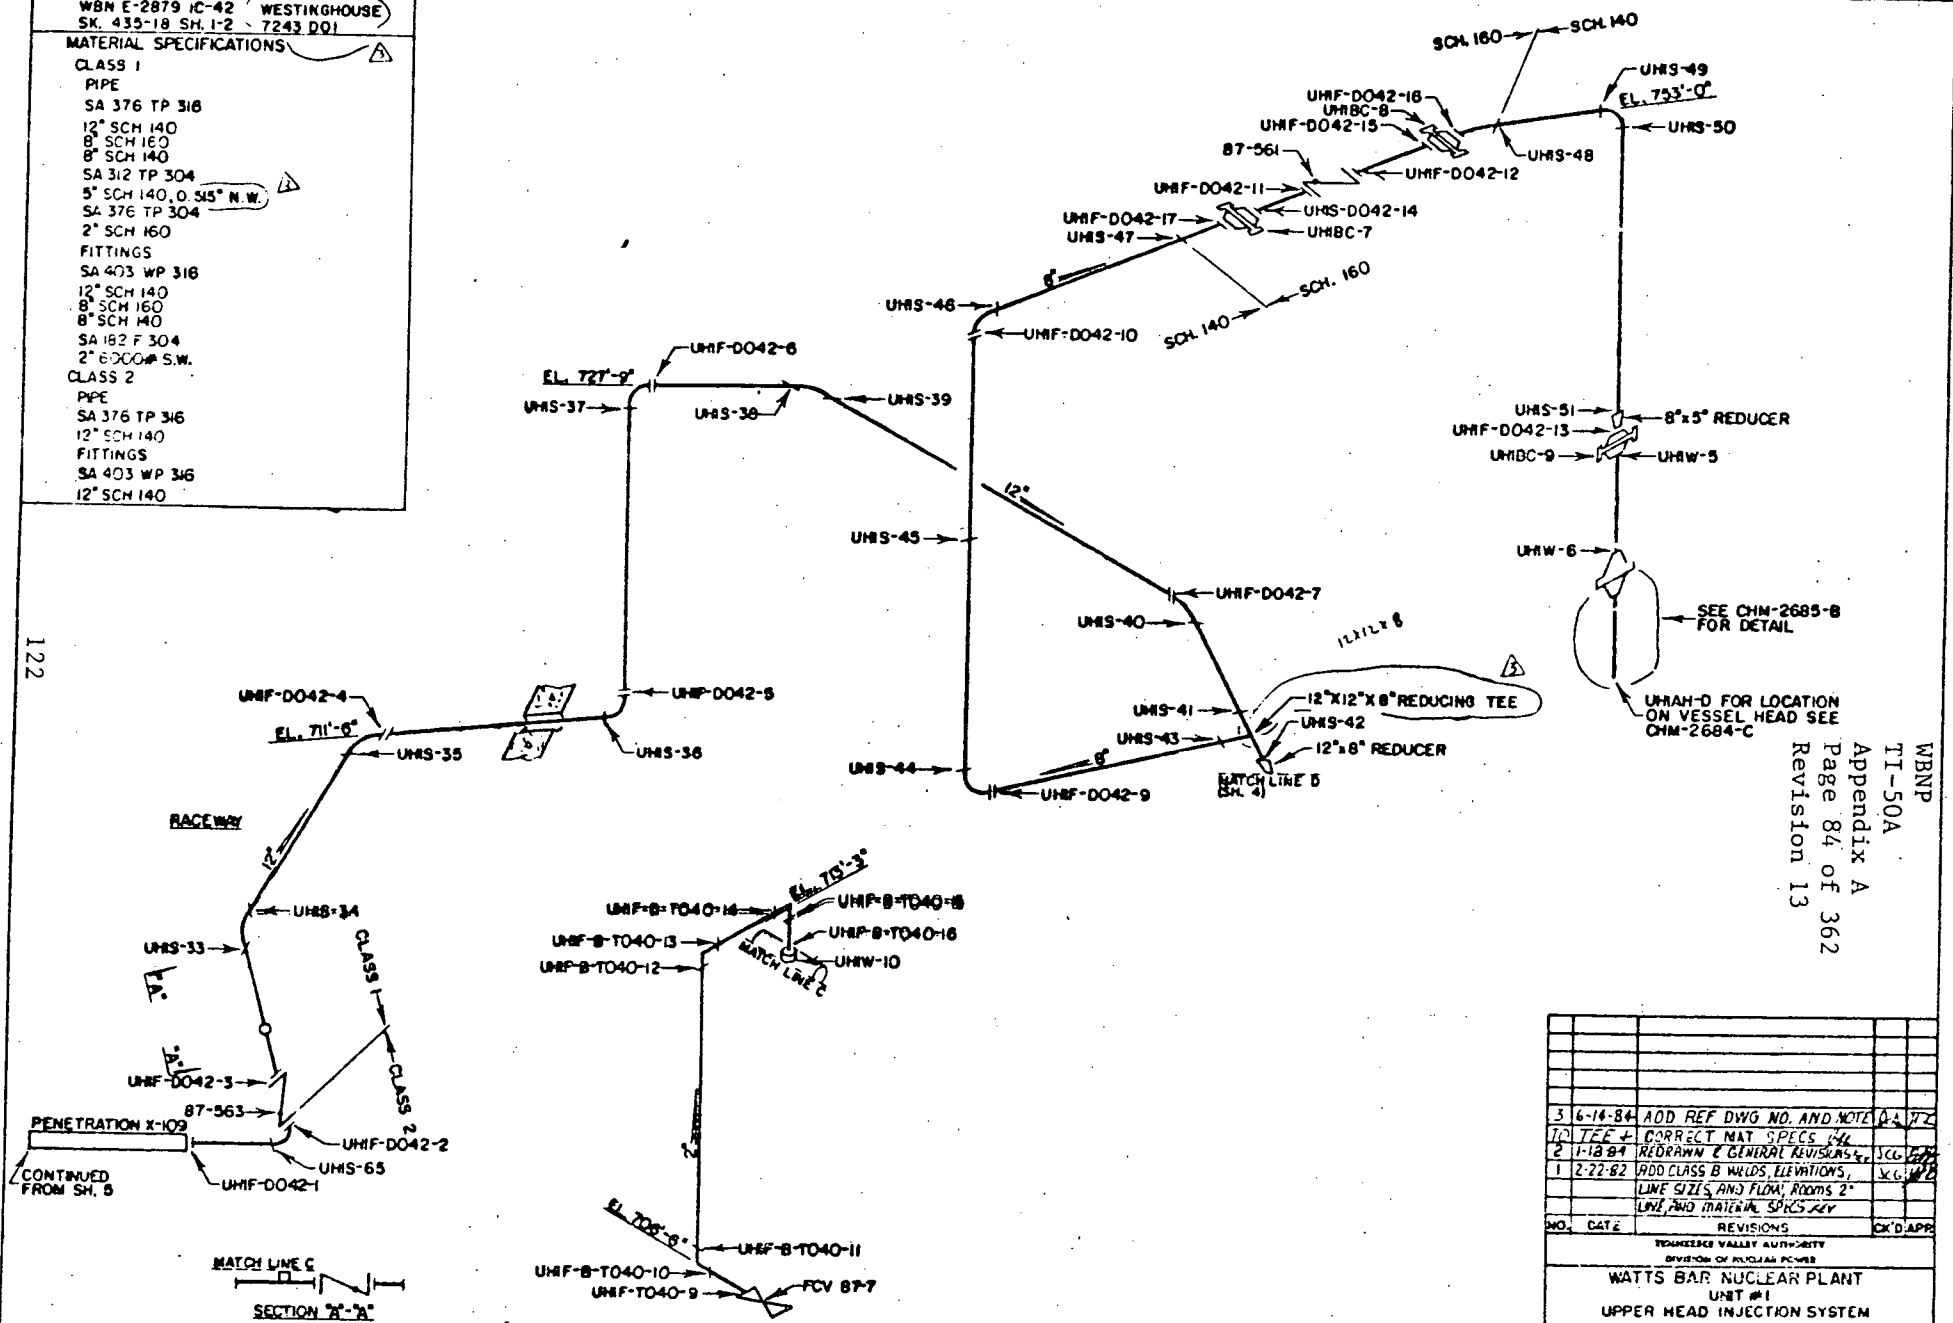 WBN E-2879 IC-42 WESTINGHOUSE
SK. 435-18 SH. 1-2 7243 D01
MATERIAL SPECIFICATIONS
3
CLASS 1
PIPE
SA 376 TP 316
12" SCH 140
8" SCH 160
8" SCH 140
SA 312 TP 304
5" SCH 140, 0.515" N.W.
SA 376 TP 304
2" SCH 160
FITTINGS
SA 403 WP 316
12" SCH 140
8" SCH 160
8" SCH 140
SA 182 F 304
2" 6000# S.W.
CLASS 2
PIPE
SA 376 TP 316
12" SCH 140
FITTINGS
SA 403 WP 316
12" SCH 140
122
SCH. 160
SCH. 140
UHIS-49
EL. 753'-0"
UHIS-50
UHIF-D042-16
UHIBC-8
UHIF-D042-15
UHIS-48
87-561
UHIF-D042-12
UHIF-D042-11
UHIS-D042-14
UHIF-D042-17
UHIBC-7
UHIS-47
8"
SCH. 160
SCH. 140
UHIS-46
UHIF-D042-10
UHIF-D042-6
EL. 727'-9"
UHIS-37
UHIS-38
UHIS-39
UHIS-51
8"x5" REDUCER
UHIF-D042-13
UHIBC-9
UHIW-5
12"
UHIS-45
UHIW-6
UHIF-D042-7
UHIS-40
12x12x8
SEE CHM-2685-B
FOR DETAIL
3
UHIF-D042-4
UHIF-D042-5
EL. 711'-6"
UHIS-35
UHIS-36
UHIS-41
12"X12"X8" REDUCING TEE
UHIS-42
UHIS-43
12"x8" REDUCER
8"
UHIS-44
UHIF-D042-9
MATCH LINE D
(SH. 4)
UHIAH-D FOR LOCATION
ON VESSEL HEAD SEE
CHM-2684-C
WBNP
TI-50A
Appendix A
Page 84 of 362
Revision 13
RACEWAY
12"
UHIS-34
UHIS-33
"A"
CLASS 1
CLASS 2
"A"
UHIF-D042-3
87-563
PENETRATION X-109
UHIF-D042-2
UHIS-65
UHIF-D042-1
CONTINUED
FROM SH. 5
EL. 713'-3"
UHIF-B-T040-14
UHIF-B-T040-15
UHIF-B-T040-13
UHIF-B-T040-16
UHIF-B-T040-12
UHIW-10
MATCH LINE C
2"
EL. 706'-6"
UHIF-B-T040-11
UHIF-B-T040-10
UHIF-T040-9
FCV 87-7
MATCH LINE C
SECTION "A"-"A"
3 6-14-84 ADD REF DWG NO. AND NOTE
TO TEE + CORRECT MAT SPECS
2 1-18-84 REDRAWN & GENERAL REVISIONS JCG
1 2-22-82 ADD CLASS B WELDS, ELEVATIONS, JCG
LINE SIZES, AND FLOW, ROOMS 2"
LINE, AND MATERIAL SPECS
NO. DATE REVISIONS CK'D APP
TENNESSEE VALLEY AUTHORITY
DIVISION OF NUCLEAR POWER
WATTS BAR NUCLEAR PLANT
UNIT #1
UPPER HEAD INJECTION SYSTEM